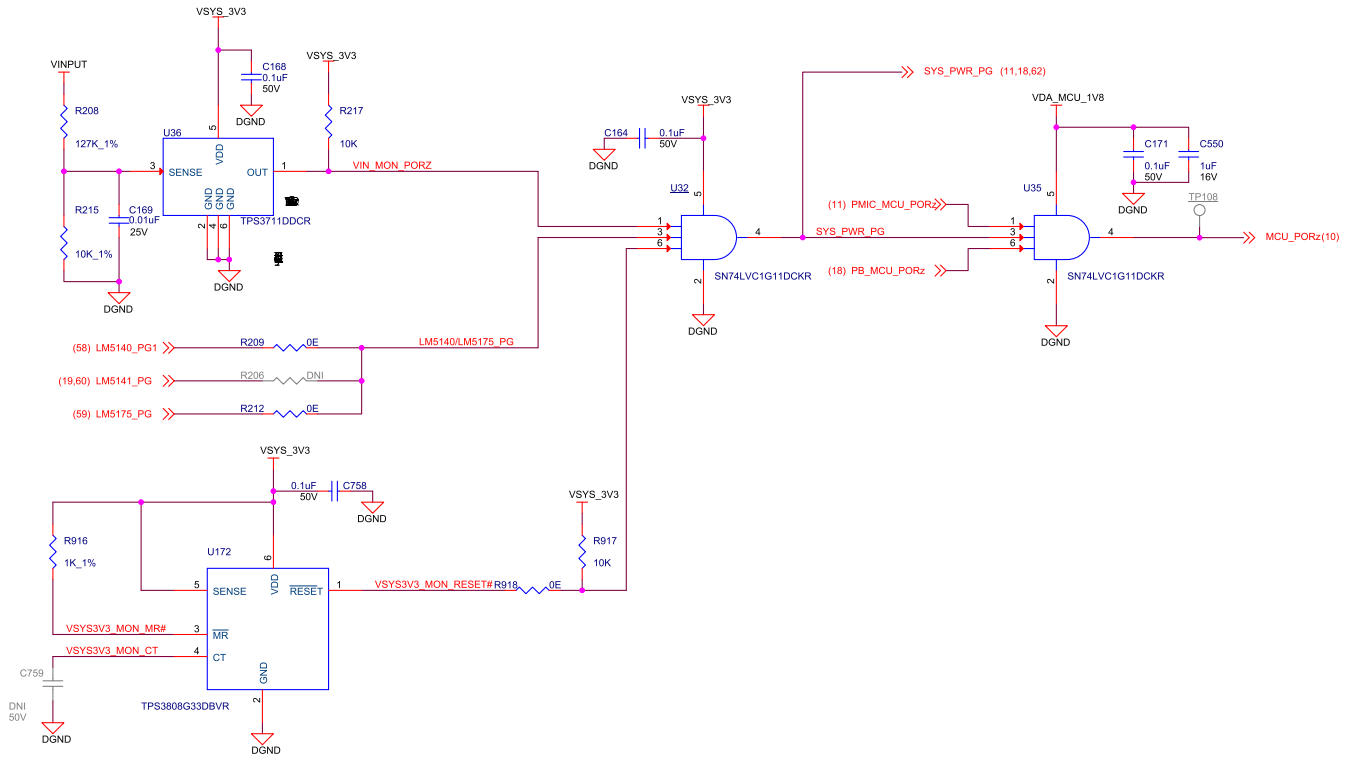 VSYS_3V3
C168
0.1uF
50V
DGND
VSYS_3V3
R217
10K
VINPUT
R208
127K_1%
U36
5
VDD
3
SENSE
OUT
1
VIN_MON_PORZ
GND
GND
GND
2
4
6
TPS3711DDCR
DGND
R215
10K_1%
C169
0.01uF
25V
DGND
VSYS_3V3
C164
0.1uF
50V
DGND
U32
5
1
3
6
4
2
SN74LVC1G11DCKR
DGND
SYS_PWR_PG (11,18,62)
SYS_PWR_PG
VDA_MCU_1V8
C171
0.1uF
50V
C550
1uF
16V
DGND
U35
5
(11) PMIC_MCU_PORz
(18) PB_MCU_PORz
1
3
6
4
2
SN74LVC1G11DCKR
DGND
TP108
MCU_PORz(10)
(58) LM5140_PG1
R209
0E
LM5140/LM5175_PG
(19,60) LM5141_PG
R206
DNI
(59) LM5175_PG
R212
0E
VSYS_3V3
0.1uF
50V
C758
DGND
R916
1K_1%
U172
6
VDD
5
SENSE
RESET
1
VSYS3V3_MON_RESET#
R918
0E
VSYS_3V3
R917
10K
VSYS3V3_MON_MR#
3
MR
VSYS3V3_MON_CT
4
CT
GND
2
TPS3808G33DBVR
DGND
C759
DNI
50V
DGND